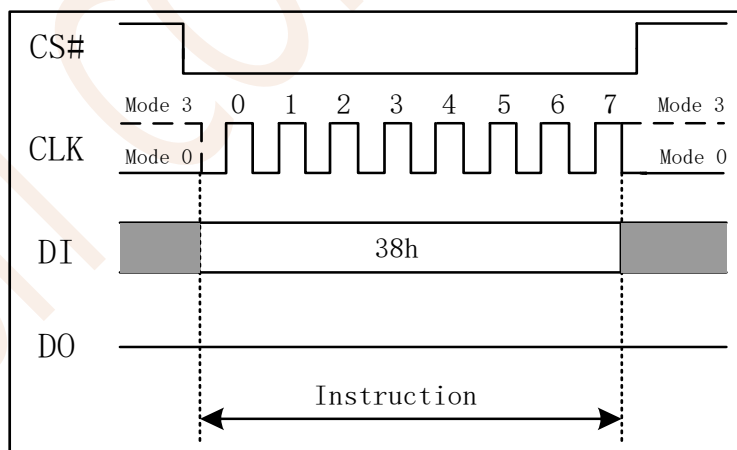 CS#
Mode 3 0 1 2 3 4 5 6 7 Mode 3
CLK
Mode 0 Mode 0
DI 38h
DO
Instruction